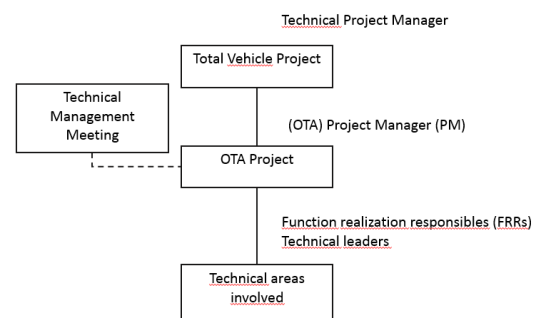 Technical Project Manager
Total Vehicle Project
Technical
Management
Meeting
(OTA) Project Manager (PM)
OTA Project
Function realization responsibles (FRRs)
Technical leaders
Technical areas
involved